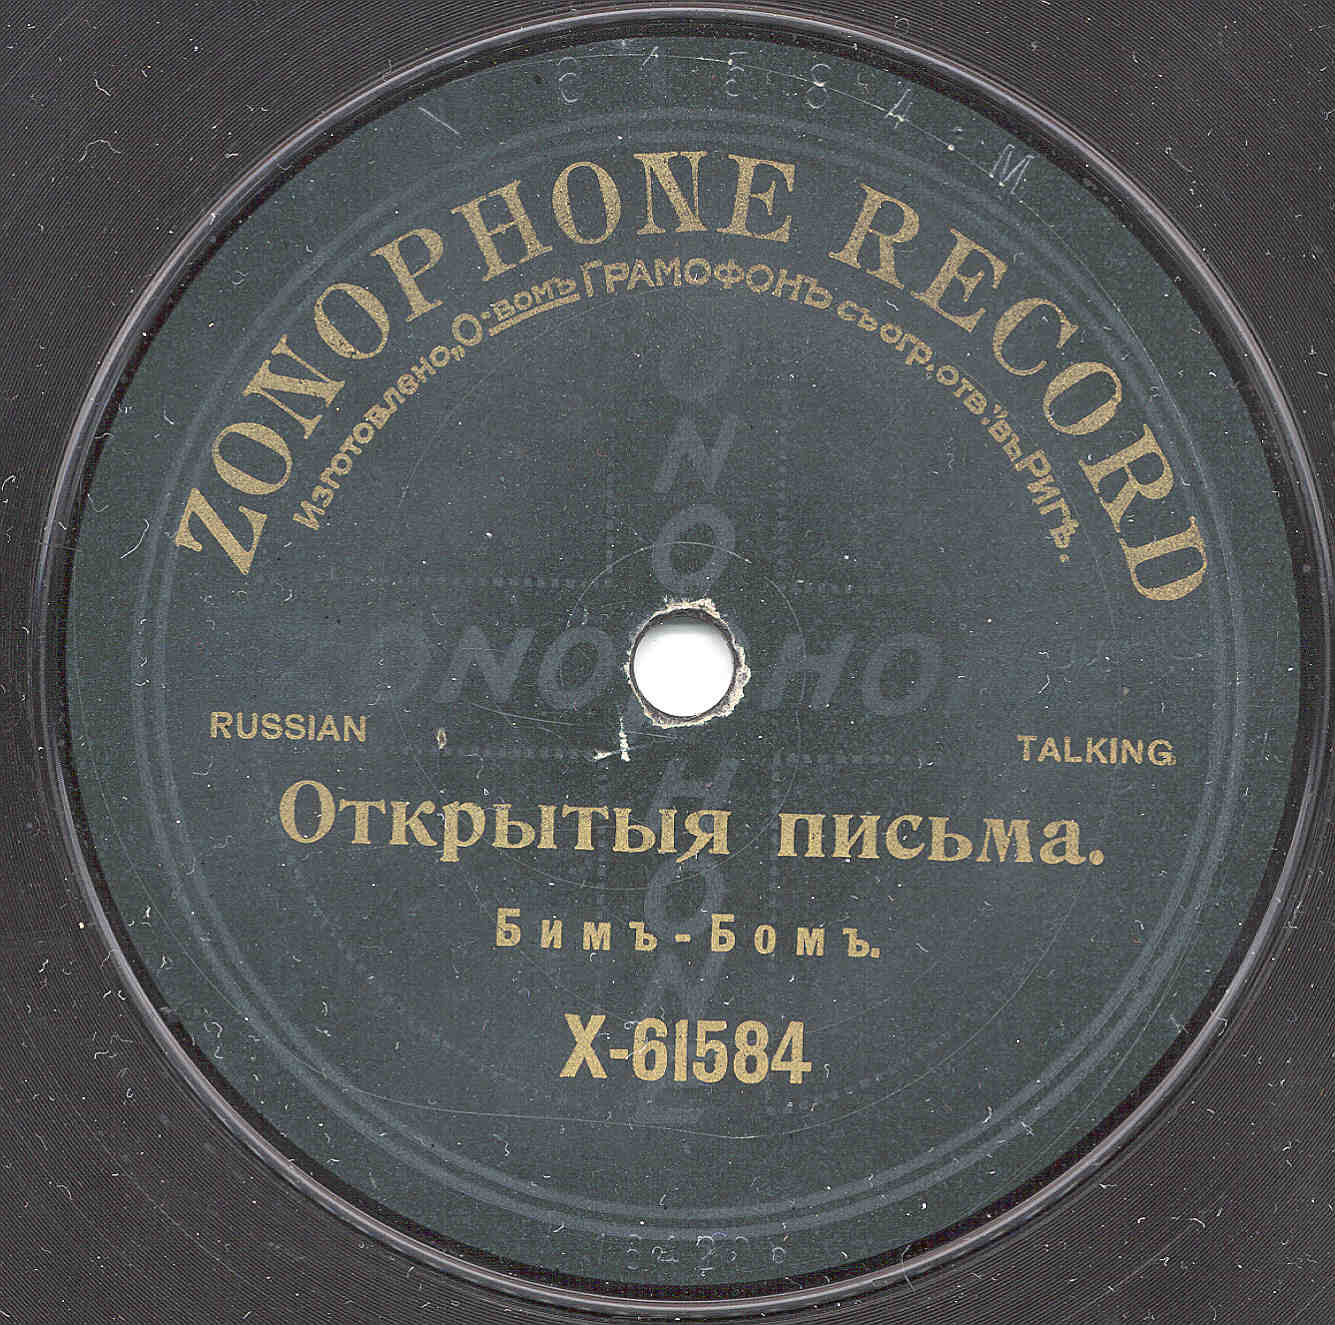 ZONOPHONE RECORD
Изготовлено „О-вомъ ГРАМОФОНЪ съ огр. отв.” въ Ригѣ.
RUSSIAN
TALKING
Открытыя письма.
Бимъ-Бомъ.
X-61584